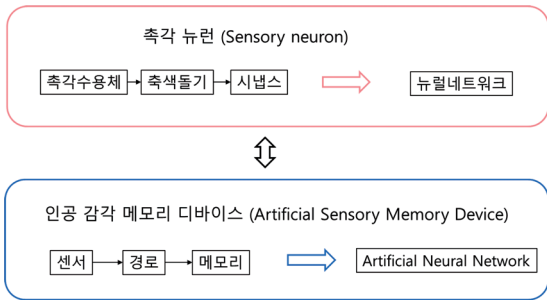 촉각 뉴런 (Sensory neuron)
촉각수용체 축색돌기 시냅스 뉴럴네트워크
인공 감각 메모리 디바이스 (Artificial Sensory Memory Device)
센서 경로 메모리 Artificial Neural Network